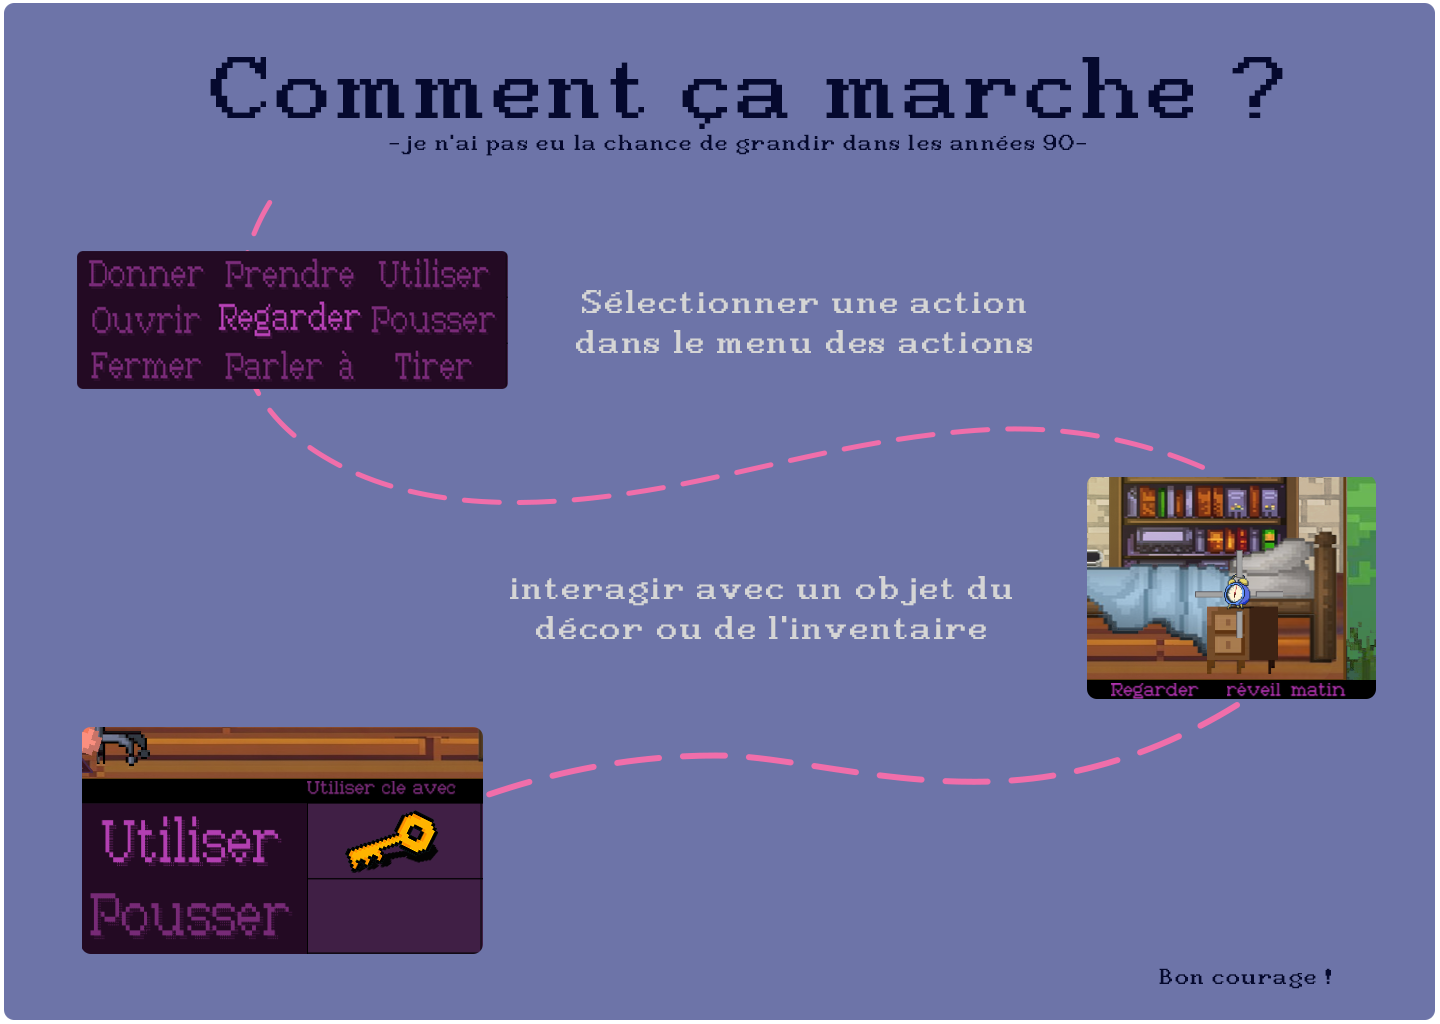 Comment ça marche ?
-je n'ai pas eu la chance de grandir dans les années 90-
Donner Prendre Utiliser
Ouvrir Regarder Pousser
Fermer Parler à Tirer
Sélectionner une action
dans le menu des actions
interagir avec un objet du
décor ou de l'inventaire
Regarder réveil matin
Utiliser cle avec
Utiliser
Pousser
Bon courage !